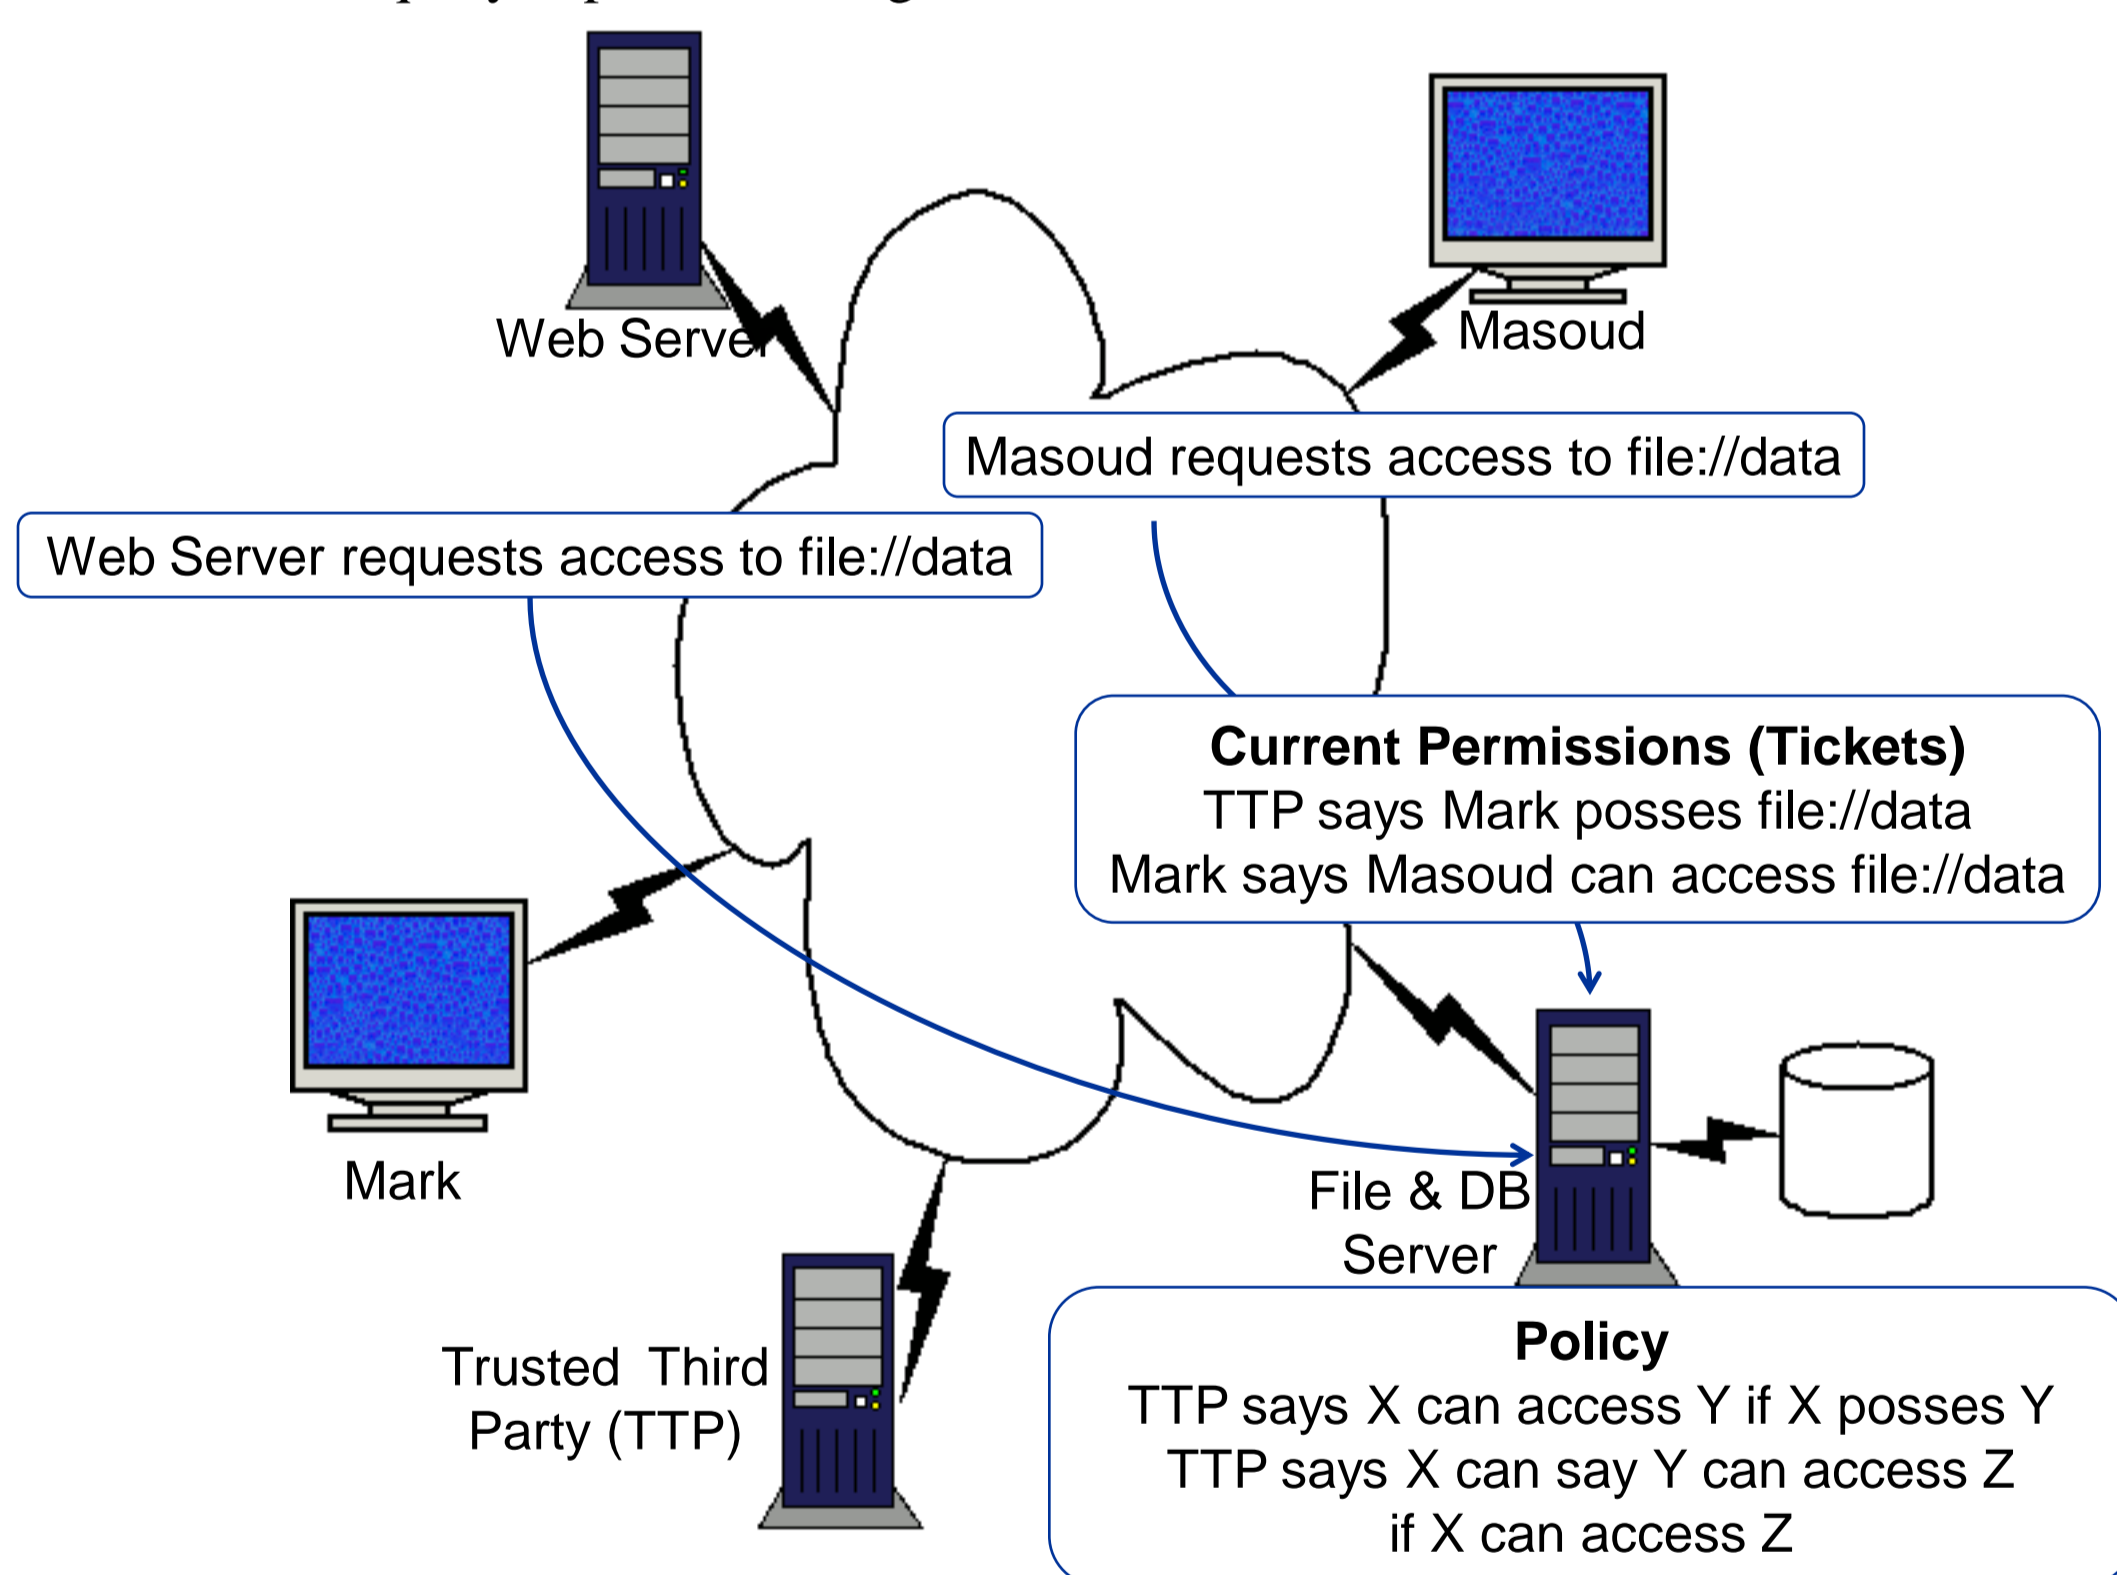 Web Server
Masoud
Masoud requests access to file://data
Web Server requests access to file://data
Current Permissions (Tickets)
TTP says Mark posses file://data
Mark says Masoud can access file://data
Mark
File & DB
Server
Trusted Third
Party (TTP)
Policy
TTP says X can access Y if X posses Y
TTP says X can say Y can access Z
if X can access Z